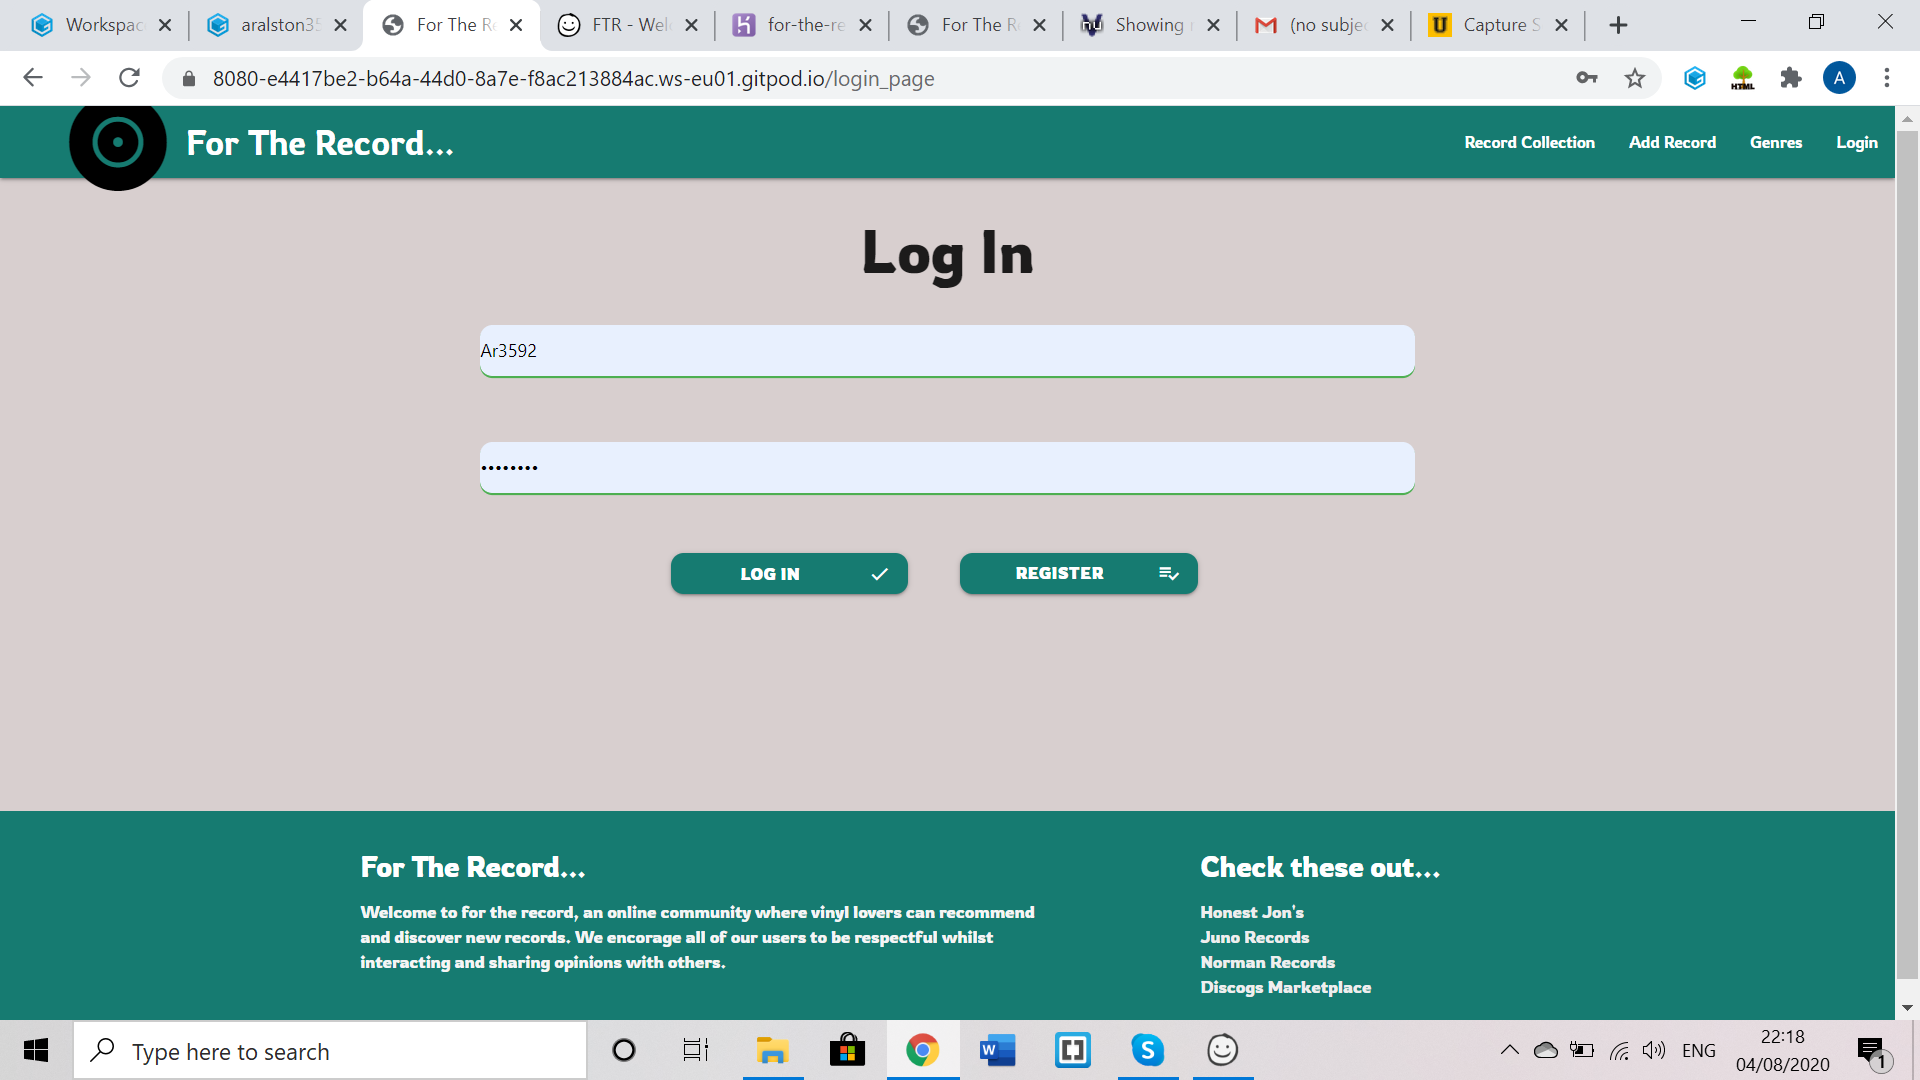 Workspac
aralston35
For The R
FTR - Wel
for-the-re
For The R
Showing
(no subje
Capture S
8080-e4417be2-b64a-44d0-8a7e-f8ac213884ac.ws-eu01.gitpod.io/login_page
HTML
A
For The Record...
Record Collection
Add Record
Genres
Login
Log In
Ar3592
••••••••
LOG IN
REGISTER
For The Record...
Welcome to for the record, an online community where vinyl lovers can recommend
and discover new records. We encorage all of our users to be respectful whilst
interacting and sharing opinions with others.
Check these out...
Honest Jon's
Juno Records
Norman Records
Discogs Marketplace
Type here to search
ENG
22:18
04/08/2020
1